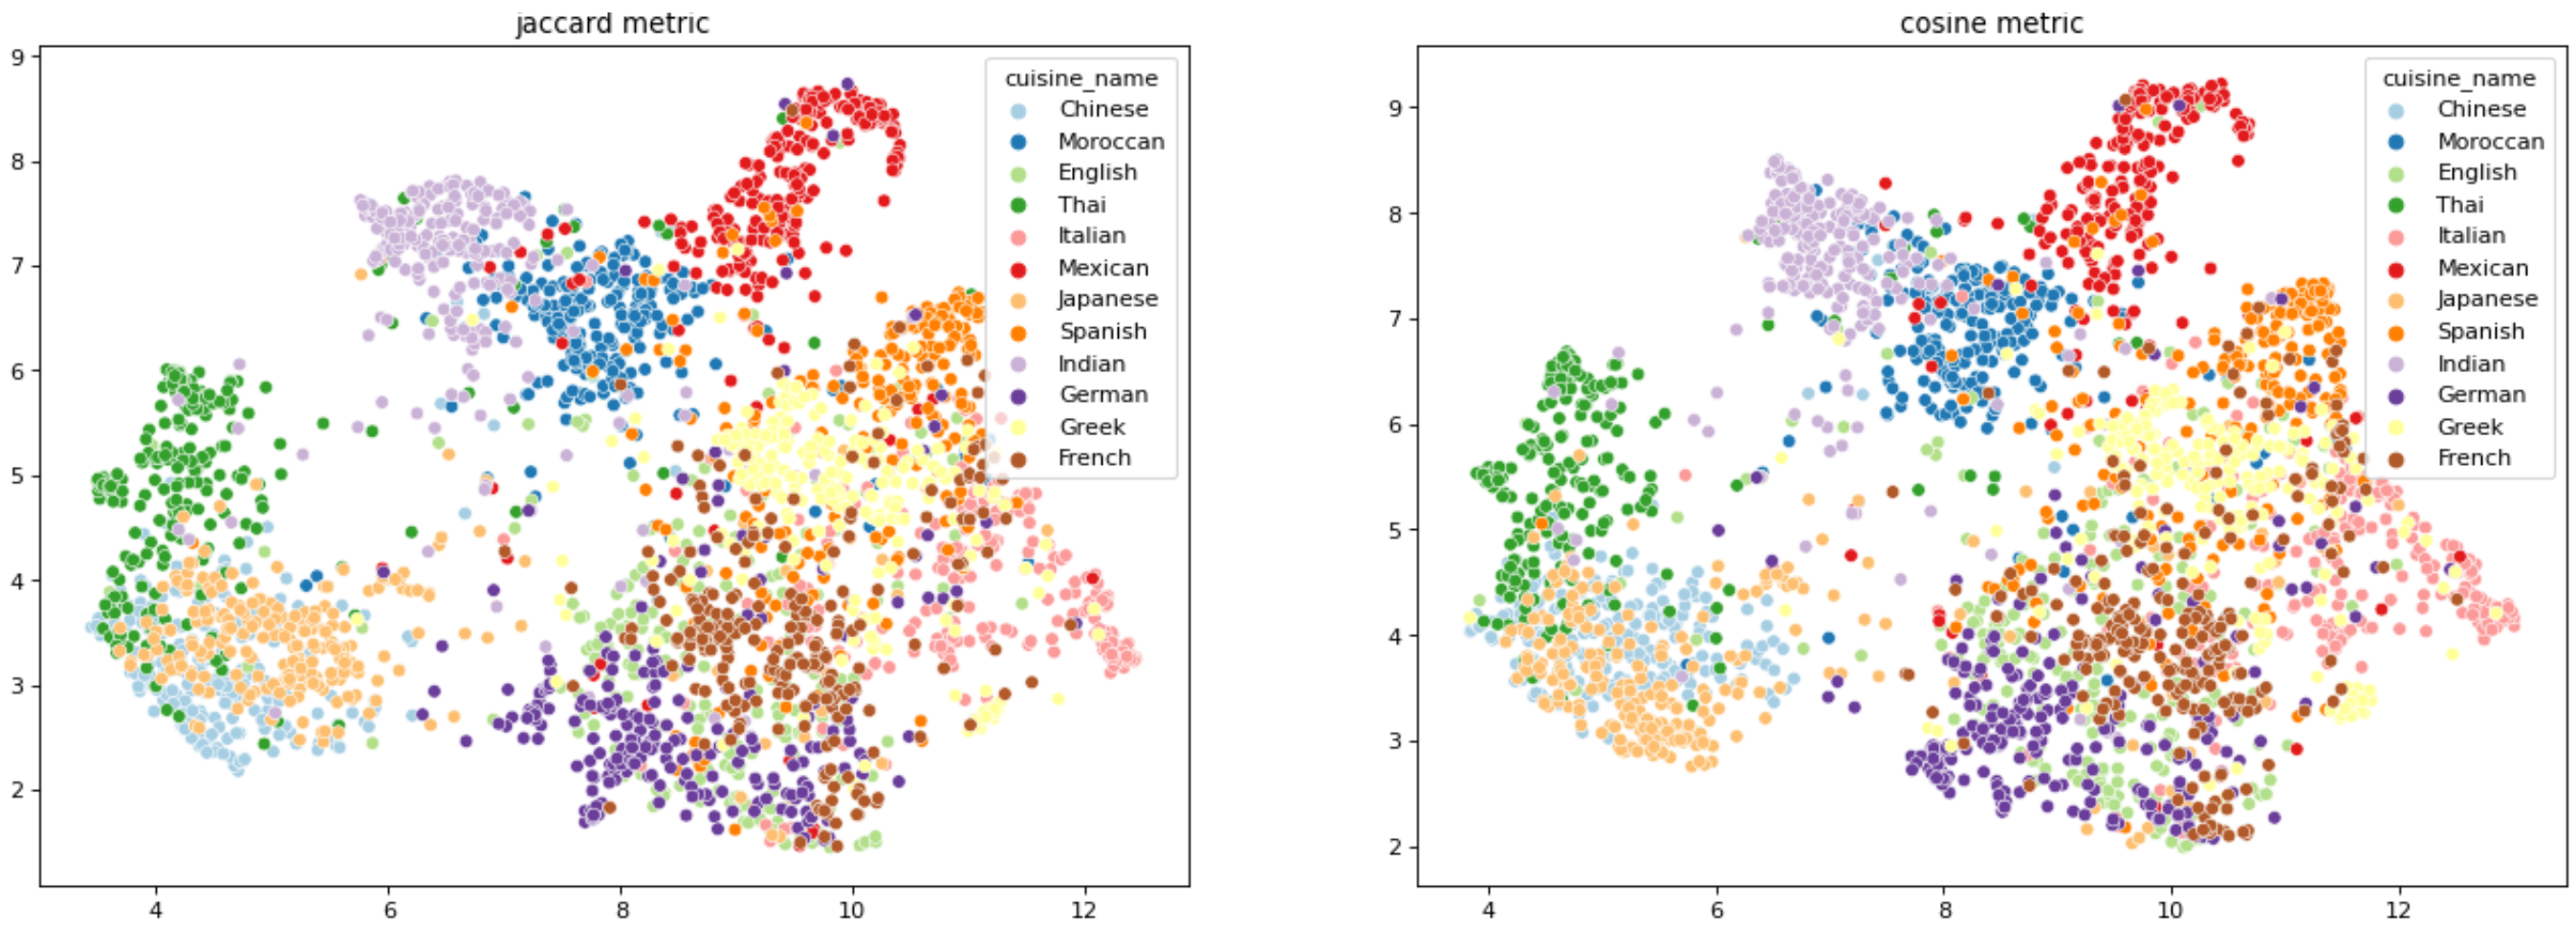 jaccard metric
9
8
7
6
5
4
3
2
4 6 8 10 12
cuisine_name
Chinese
Moroccan
English
Thai
Italian
Mexican
Japanese
Spanish
Indian
German
Greek
French
cosine metric
9
8
7
6
5
4
3
2
4 6 8 10 12
cuisine_name
Chinese
Moroccan
English
Thai
Italian
Mexican
Japanese
Spanish
Indian
German
Greek
French